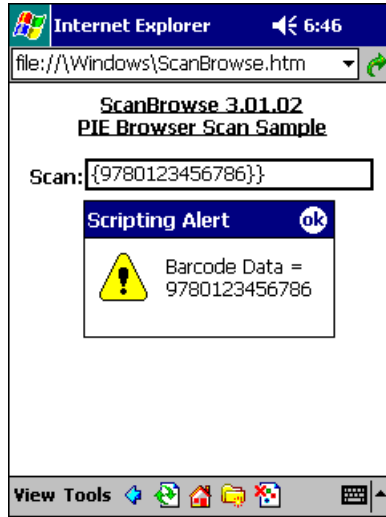 Internet Explorer 6:46
file://\Windows\ScanBrowse.htm
ScanBrowse 3.01.02
PIE Browser Scan Sample
Scan: {9780123456786}}
Scripting Alert ok
Barcode Data =
9780123456786
View Tools